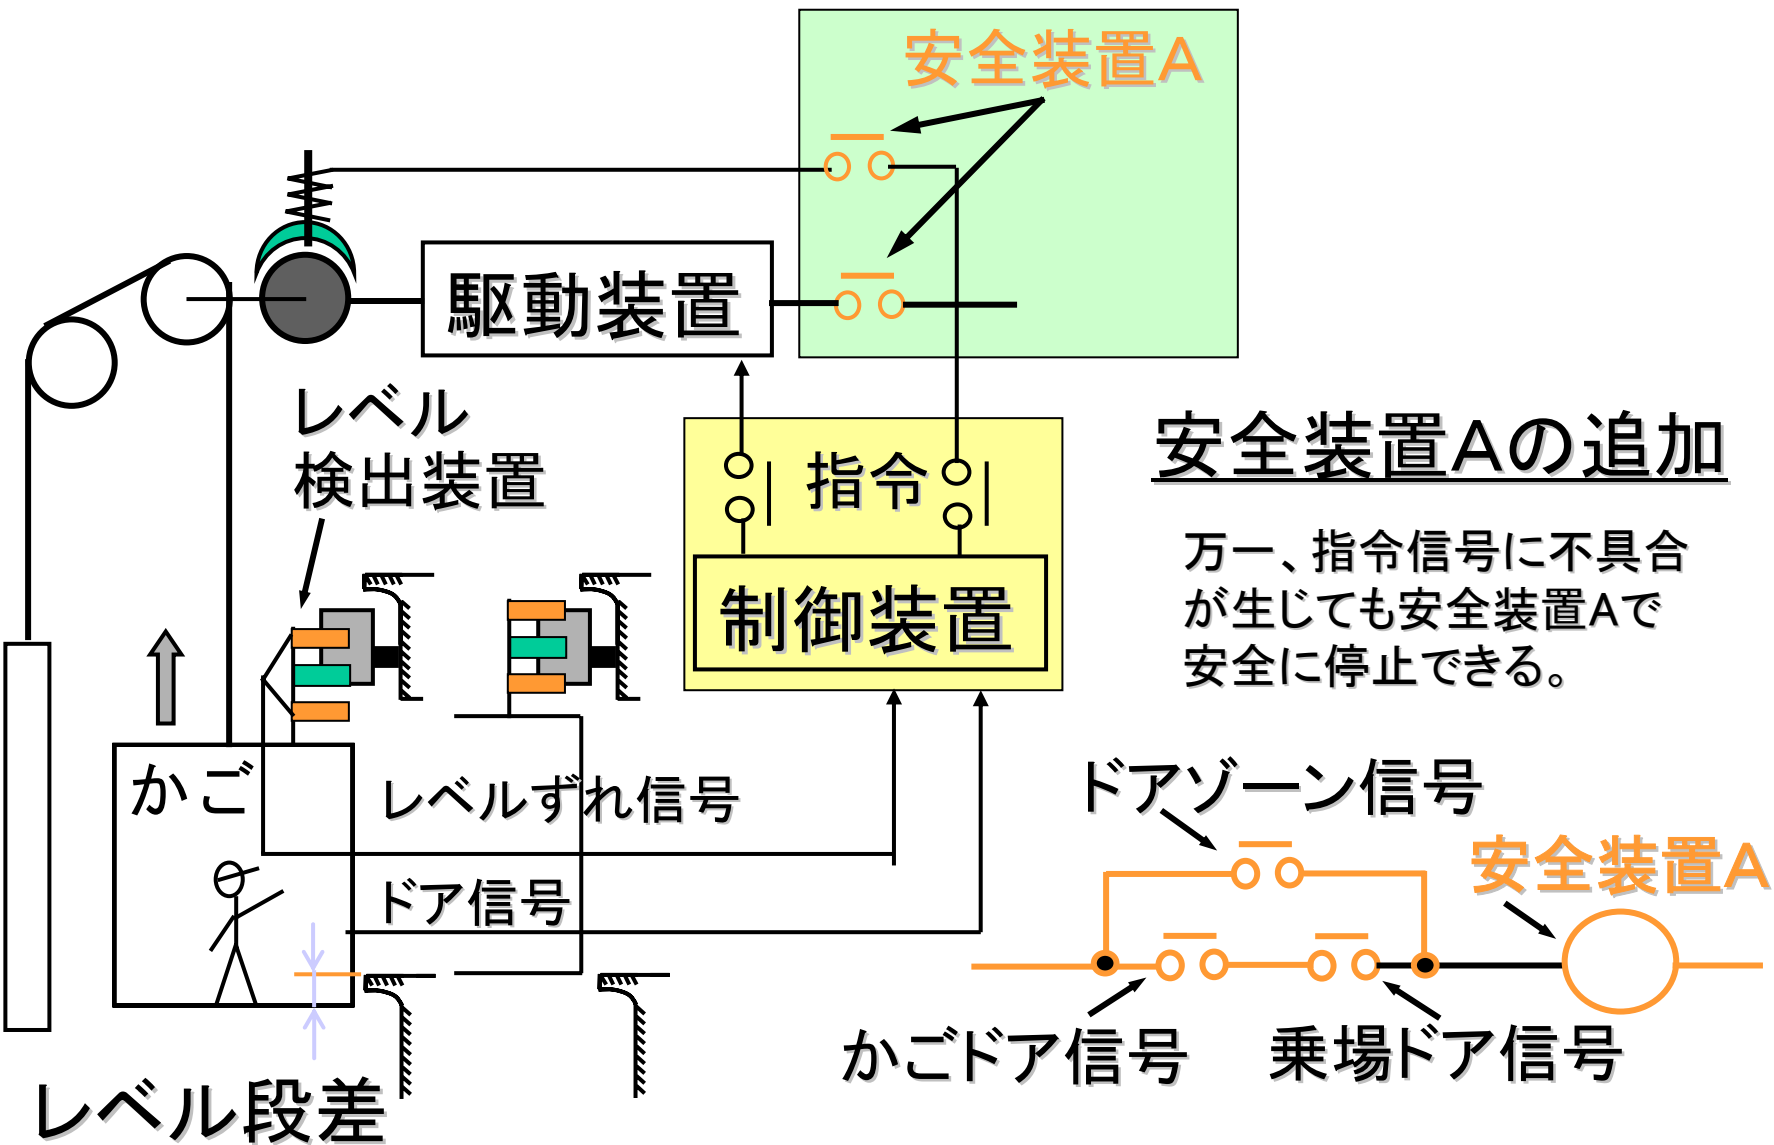 安全装置A
駆動装置
レベル
検出装置
指令
制御装置
安全装置Aの追加
万一、指令信号に不具合
が生じても安全装置Aで
安全に停止できる。
かご
レベルずれ信号
ドア信号
ドアゾーン信号
安全装置A
かごドア信号
乗場ドア信号
レベル段差